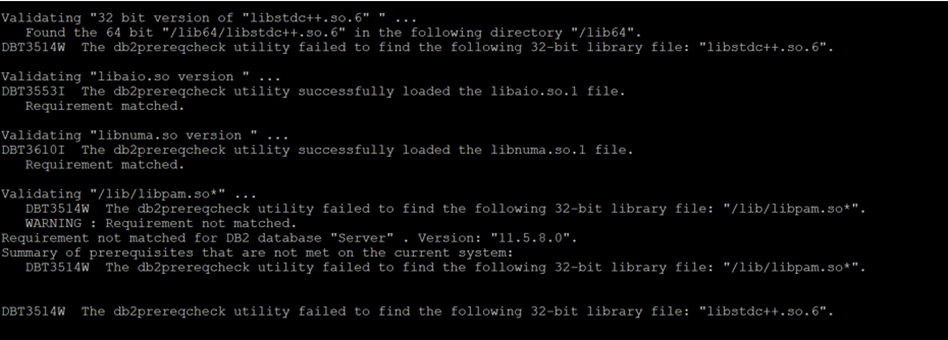 Validating "32 bit version of "libstdc++.so.6" " ...
Found the 64 bit "/lib64/libstdc++.so.6" in the following directory "/lib64".
DBT3514W  The db2prereqcheck utility failed to find the following 32-bit library file: "libstdc++.so.6".
Validating "libaio.so version " ...
DBT3553I  The db2prereqcheck utility successfully loaded the libaio.so.1 file.
Requirement matched.
Validating "libnuma.so version " ...
DBT3610I  The db2prereqcheck utility successfully loaded the libnuma.so.1 file.
Requirement matched.
Validating "/lib/libpam.so*" ...
DBT3514W  The db2prereqcheck utility failed to find the following 32-bit library file: "/lib/libpam.so*".
WARNING : Requirement not matched.
Requirement not matched for DB2 database "Server" . Version: "11.5.8.0".
Summary of prerequisites that are not met on the current system:
DBT3514W  The db2prereqcheck utility failed to find the following 32-bit library file: "/lib/libpam.so*".
DBT3514W  The db2prereqcheck utility failed to find the following 32-bit library file: "libstdc++.so.6".